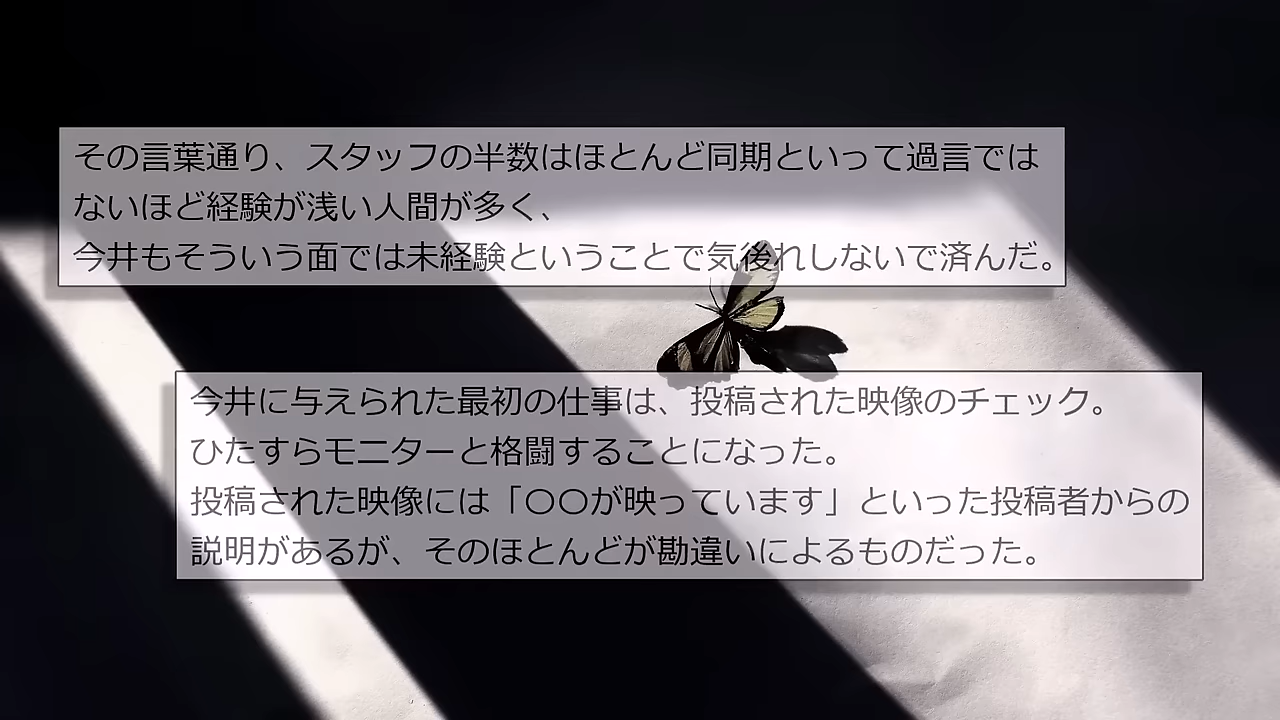 その言葉通り、スタッフの半数はほとんど同期といって過言では
ないほど経験が浅い人間が多く、
今井もそういう面では未経験ということで気後れしないで済んだ。
今井に与えられた最初の仕事は、投稿された映像のチェック。
ひたすらモニターと格闘することになった。
投稿された映像には「〇〇が映っています」といった投稿者からの
説明があるが、そのほとんどが勘違いによるものだった。